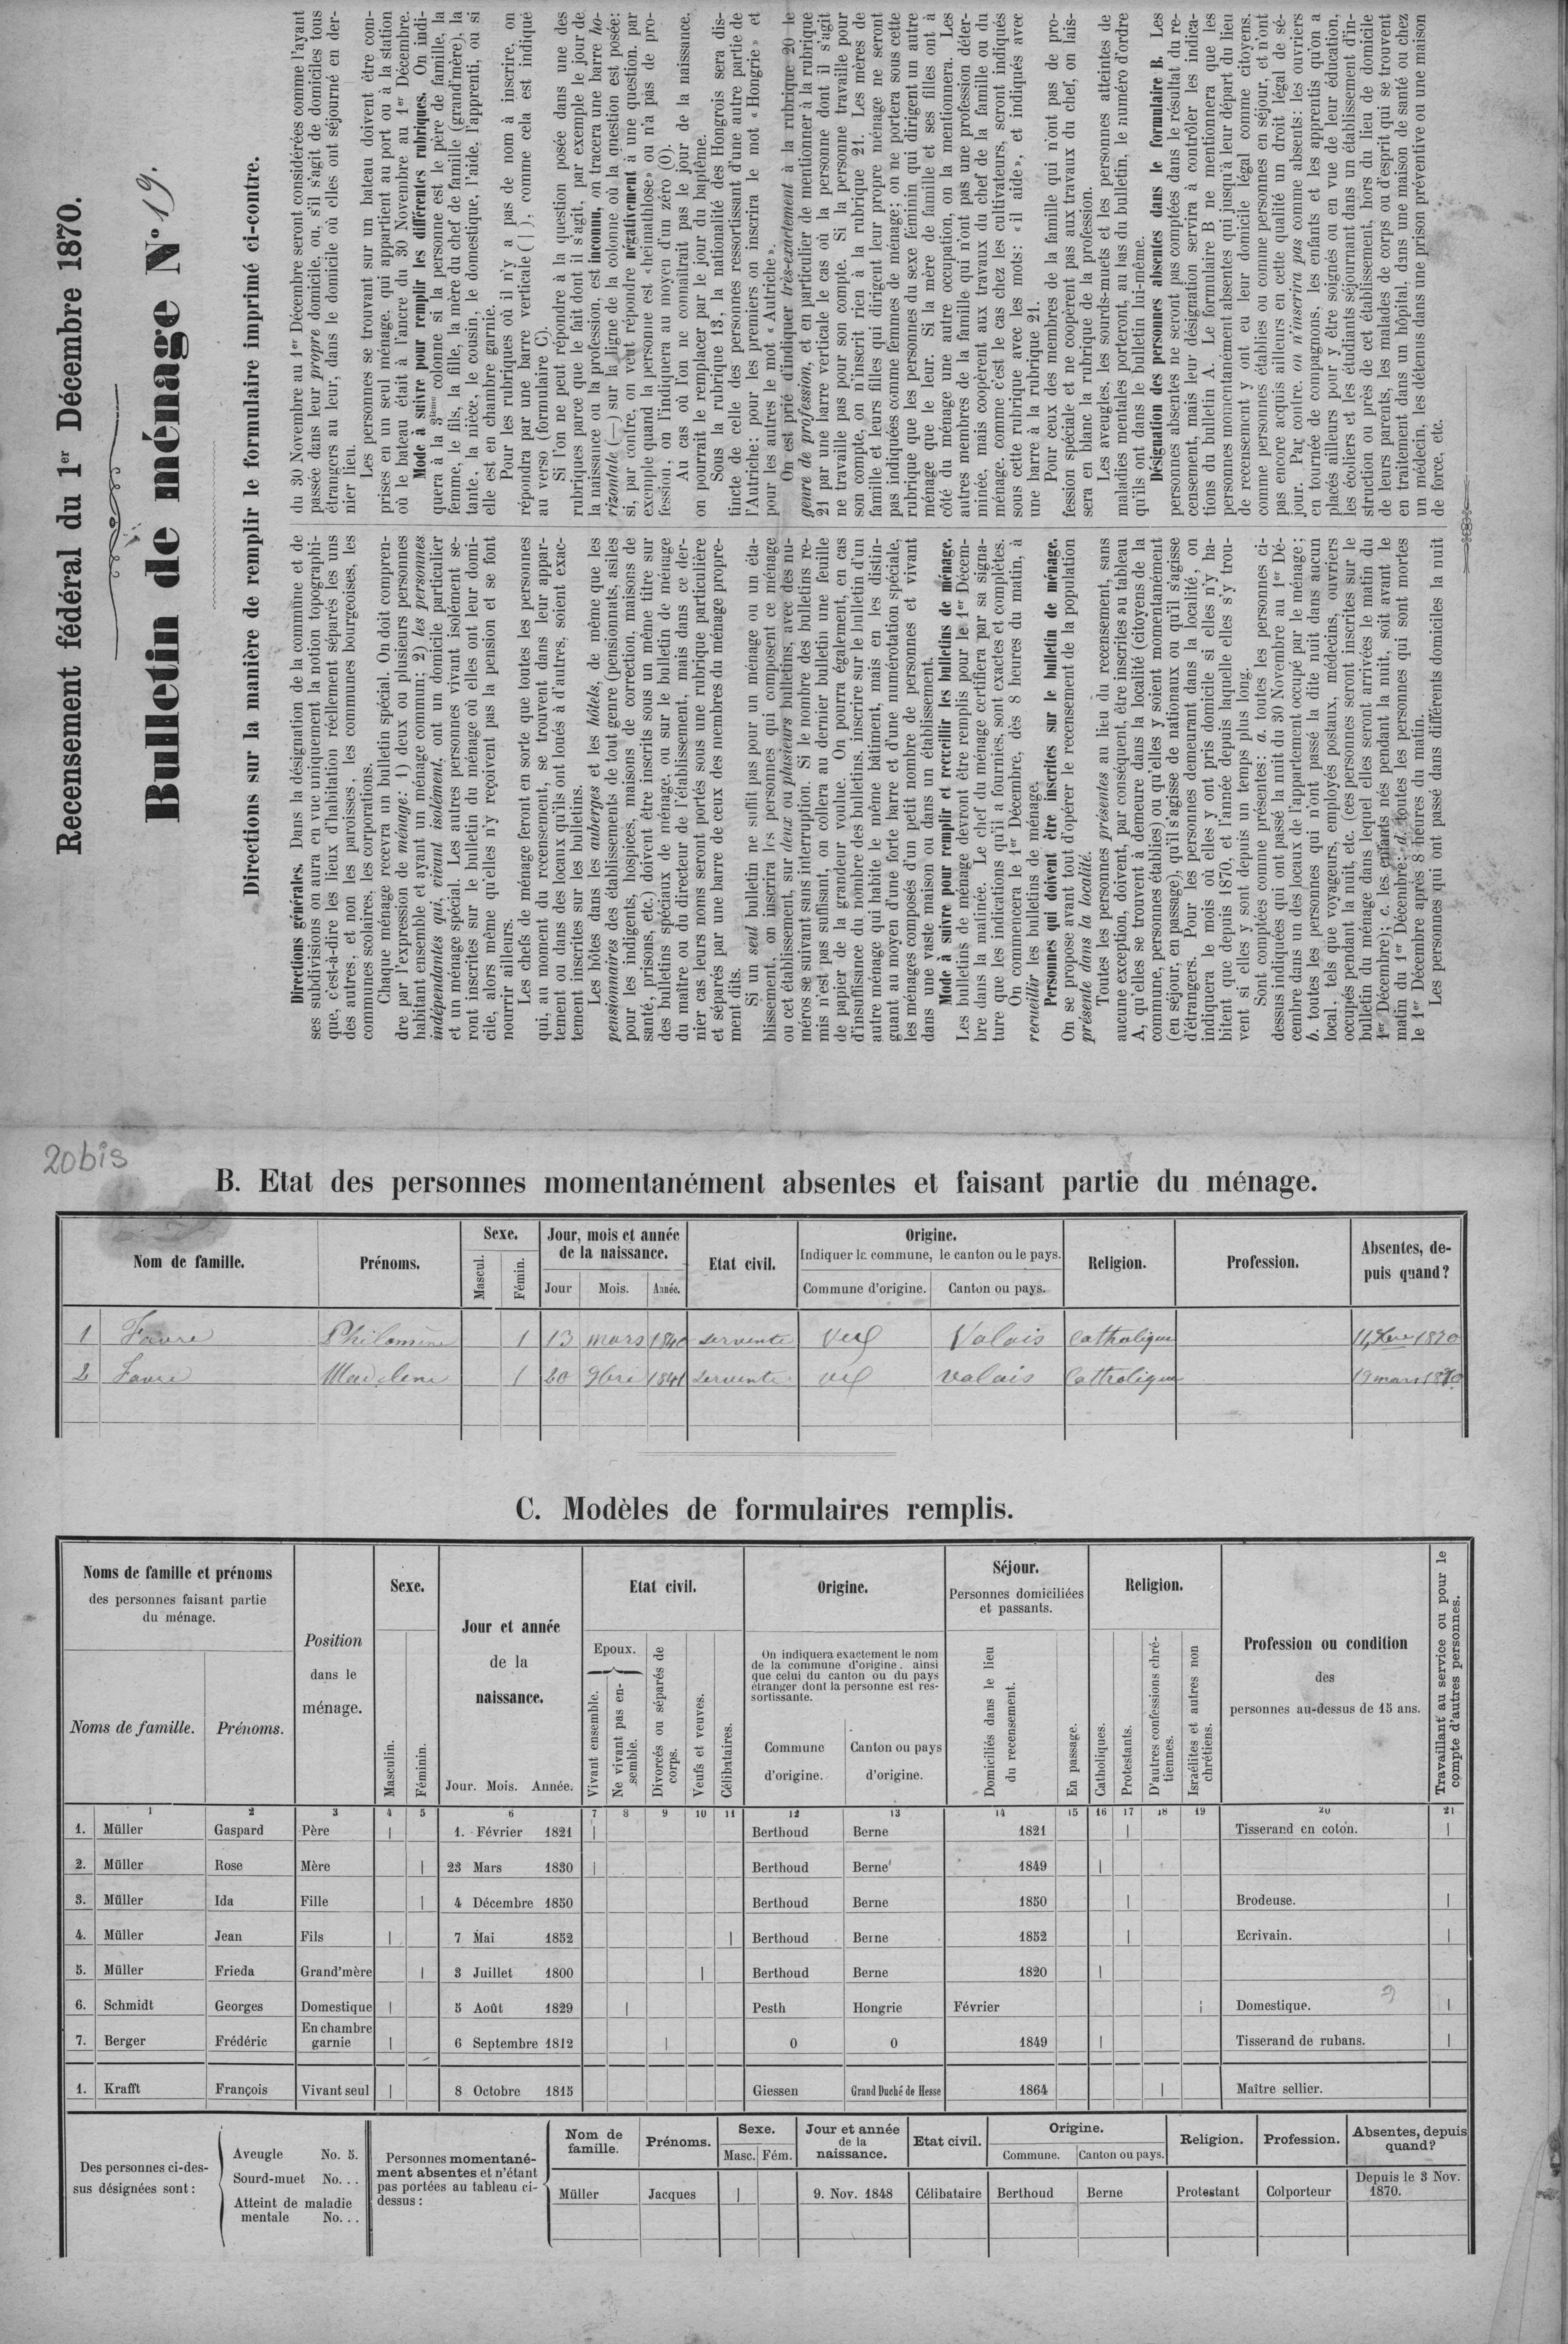 Recensement fédéral du 1er Décembre 1870.
Bulletin de ménage No. 19.
Directions sur la manière de remplir le formulaire imprimé ci-contre.
Directions générales. Dans la désignation de la commune et de
ses subdivisions on aura en vue uniquement la notion topographi-
que, c'est-à-dire les lieux d'habitation réellement séparés les uns
des autres, et non les paroisses, les communes bourgeoises, les
communes scolaires, les corporations.
Chaque ménage recevra un bulletin spécial. On doit compren-
dre par l'expression de ménage: 1) deux ou plusieurs personnes
habitant ensemble et ayant un ménage commun; 2) les personnes
indépendantes qui, vivant isolément, ont un domicile particulier
et un ménage spécial. Les autres personnes vivant isolément se-
ront inscrites sur le bulletin du ménage où elles ont leur domi-
cile, alors même qu'elles n'y reçoivent pas la pension et se font
nourrir ailleurs.
Les chefs de ménage feront en sorte que toutes les personnes
qui, au moment du recensement, se trouvent dans leur appar-
tement ou dans des locaux qu'ils ont loués à d'autres, soient exac-
tement inscrites sur les bulletins.
Les hôtes dans les auberges et les hôtels, de même que les
pensionnaires des établissements de tout genre (pensionnats, asiles
pour les indigents, hospices, maisons de correction, maisons de
santé, prisons, etc.) doivent être inscrits sous un même titre sur
des bulletins spéciaux de ménage, ou sur le bulletin de ménage
du maître ou du directeur de l'établissement, mais dans ce der-
nier cas leurs noms seront portés sous une rubrique particulière
et séparés par une barre de ceux des membres du ménage propre-
ment dits.
Si un seul bulletin ne suffit pas pour un ménage ou un éta-
blissement, on inscrira les personnes qui composent ce ménage
ou cet établissement, sur deux ou plusieurs bulletins, avec des nu-
méros se suivant sans interruption. Si le nombre des bulletins re-
mis n'est pas suffisant, on collera au dernier bulletin une feuille
de papier de la grandeur voulue. On pourra également, en cas
d'insuffisance du nombre des bulletins, inscrire sur le bulletin d'un
autre ménage qui habite le même bâtiment, mais en les distin-
guant au moyen d'une forte barre et d'une numérotation spéciale,
les ménages composés d'un petit nombre de personnes et vivant
dans une vaste maison ou dans un établissement.
Mode à suivre pour remplir et recueillir les bulletins de ménage.
Les bulletins de ménage devront être remplis pour le 1er Décem-
bre dans la matinée. Le chef du ménage certifiera par sa signa-
ture que les indications qu'il a fournies, sont exactes et complètes.
On commencera le 1er Décembre, dès 8 heures du matin, à
recueillir les bulletins de ménage.
Personnes qui doivent être inscrites sur le bulletin de ménage.
On se propose avant tout d'opérer le recensement de la population
présente dans la localité.
Toutes les personnes présentes au lieu du recensement, sans
aucune exception, doivent, par conséquent, être inscrites au tableau
A, qu'elles se trouvent à demeure dans la localité (citoyens de la
commune, personnes établies) ou qu'elles y soient momentanément
(en séjour, en passage), qu'il s'agisse de nationaux ou qu'il s'agisse
d'étrangers. Pour les personnes demeurant dans la localité, on
indiquera le mois où elles y ont pris domicile si elles n'y ha-
bitent que depuis 1870, et l'année depuis laquelle elles s'y trou-
vent si elles y sont depuis un temps plus long.
Sont comptées comme présentes: a. toutes les personnes ci-
dessus indiquées qui ont passé la nuit du 30 Novembre au 1er Dé-
cembre dans un des locaux de l'appartement occupé par le ménage;
b. toutes les personnes qui n'ont passé la dite nuit dans aucun
local, tels que voyageurs, employés postaux, médecins, ouvriers
occupés pendant la nuit, etc. (ces personnes seront inscrites sur le
bulletin du ménage dans lequel elles seront arrivées le matin du
1er Décembre); c. les enfants nés pendant la nuit, soit avant le
matin du 1er Décembre; d. toutes les personnes qui sont mortes
le 1er Décembre après 8 heures du matin.
Les personnes qui ont passé dans différents domiciles la nuit
du 30 Novembre au 1er Décembre seront considérées comme l'ayant
passée dans leur propre domicile, ou, s'il s'agit de domiciles tous
étrangers au leur, dans le domicile où elles ont séjourné en der-
nier lieu.
Les personnes se trouvant sur un bateau doivent être com-
prises en un seul ménage, qui appartient au port ou à la station
où le bateau était à l'ancre du 30 Novembre au 1er Décembre.
Mode à suivre pour remplir les différentes rubriques. On indi-
quera à la 3ème colonne si la personne est le père de famille, la
femme, le fils, la fille, la mère du chef de famille (grand'mère), la
tante, la nièce, le cousin, le domestique, l'aide, l'apprenti, ou si
elle est en chambre garnie.
Pour les rubriques où il n'y a pas de nom à inscrire, on
répondra par une barre verticale (|), comme cela est indiqué
au verso (formulaire C).
Si l'on ne peut répondre à la question posée dans une des
rubriques parce que le fait dont il s'agit, par exemple le jour de
la naissance ou la profession, est inconnu, on tracera une barre ho-
rizontale (—) sur la ligne de la colonne où la question est posée;
si, par contre, on veut répondre négativement à une question, par
exemple quand la personne est «heimathlose» ou n'a pas de pro-
fession, on l'indiquera au moyen d'un zéro (O).
Au cas où l'on ne connaîtrait pas le jour de la naissance,
on pourrait le remplacer par le jour du baptême.
Sous la rubrique 13, la nationalité des Hongrois sera dis-
tincte de celle des personnes ressortissant d'une autre partie de
l'Autriche: pour les premiers on inscrira le mot «Hongrie» et
pour les autres le mot «Autriche».
On est prié d'indiquer très-exactement à la rubrique 20 le
genre de profession, et en particulier de mentionner à la rubrique
21 par une barre verticale le cas où la personne dont il s'agit
ne travaille pas pour son compte. Si la personne travaille pour
son compte, on n'inscrit rien à la rubrique 21. Les mères de
famille et leurs filles qui dirigent leur propre ménage ne seront
pas indiquées comme femmes de ménage; on ne portera sous cette
rubrique que les personnes du sexe féminin qui dirigent un autre
ménage que le leur. Si la mère de famille et ses filles ont à
côté du ménage une autre occupation, on la mentionnera. Les
autres membres de la famille qui n'ont pas une profession déter-
minée, mais coopèrent aux travaux du chef de la famille ou du
ménage, comme c'est le cas chez les cultivateurs, seront indiqués
sous cette rubrique avec les mots: «il aide», et indiqués avec
une barre à la rubrique 21.
Pour ceux des membres de la famille qui n'ont pas de pro-
fession spéciale et ne coopèrent pas aux travaux du chef, on lais-
sera en blanc la rubrique de la profession.
Les aveugles, les sourds-muets et les personnes atteintes de
maladies mentales porteront, au bas du bulletin, le numéro d'ordre
qu'ils ont dans le bulletin lui-même.
Désignation des personnes absentes dans le formulaire B. Les
personnes absentes ne seront pas comptées dans le résultat du re-
censement, mais leur désignation servira à contrôler les indica-
tions du bulletin A. Le formulaire B ne mentionnera que les
personnes momentanément absentes qui jusqu'à leur départ du lieu
de recensement y ont eu leur domicile légal comme citoyens,
comme personnes établies ou comme personnes en séjour, et n'ont
pas encore acquis ailleurs en cette qualité un droit légal de sé-
jour. Par contre, on n'inscrira pas comme absents: les ouvriers
en tournée de compagnons, les enfants et les apprentis qu'on a
placés ailleurs pour y être soignés ou en vue de leur éducation,
les écoliers et les étudiants séjournant dans un établissement d'in-
struction ou près de cet établissement, hors du lieu de domicile
de leurs parents, les malades de corps ou d'esprit qui se trouvent
en traitement dans un hôpital, dans une maison de santé ou chez
un médecin, les détenus dans une prison préventive ou une maison
de force, etc.
20bis
B. Etat des personnes momentanément absentes et faisant partie du ménage.
Nom de famille. Prénoms. Sexe. Mascul. Fémin. Jour, mois et année de la naissance. Jour Mois. Année. Etat civil. Origine. Indiquer la commune, le canton ou le pays. Commune d'origine. Canton ou pays. Religion. Profession. Absentes, de-puis quand?
1 Favre Philomène 1 13 mars 1840 servente Vex Valais Catholique 11 Xbre 1870
2 Favre Madelene 1 20 9bre 1841 servente vex valais Catholique 19 mars 1870
C. Modèles de formulaires remplis.
Noms de famille et prénoms
des personnes faisant partie
du ménage.
Noms de famille. Prénoms.
Position
dans le
ménage.
Sexe.
Masculin. Féminin.
Jour et année
de la
naissance.
Jour. Mois. Année.
Etat civil.
Epoux.
Vivant ensemble.
Ne vivant pas en-
semble.
Divorcés ou séparés de
corps.
Veufs et veuves.
Célibataires.
Origine.
On indiquera exactement le nom
de la commune d'origine, ainsi
que celui du canton ou du pays
étranger dont la personne est res-
sortissante.
Commune
d'origine.
Canton ou pays
d'origine.
Séjour.
Personnes domiciliées
et passants.
Domiciliés dans le lieu
du recensement.
En passage.
Religion.
Catholiques.
Protestants.
D'autres confessions chré-
tiennes.
Israélites et autres non
chrétiens.
Profession ou condition
des
personnes au-dessus de 15 ans.
Travaillant au service ou pour le
compte d'autres personnes.
1 2 3 4 5 6 7 8 9 10 11 12 13 14 15 16 17 18 19 20 21
1. Müller Gaspard Père | 1. Février 1821 | Berthoud Berne 1821 | Tisserand en coton. |
2. Müller Rose Mère | 23 Mars 1830 | Berthoud Berne 1849 |
3. Müller Ida Fille | 4 Décembre 1850 Berthoud Berne 1850 | Brodeuse. |
4. Müller Jean Fils | 7 Mai 1852 | Berthoud Berne 1852 | Ecrivain. |
5. Müller Frieda Grand'mère | 3 Juillet 1800 | Berthoud Berne 1820 |
6. Schmidt Georges Domestique | 5 Août 1829 | Pesth Hongrie Février | Domestique. |
7. Berger Frédéric En chambre garnie | 6 Septembre 1812 | 0 0 1849 | Tisserand de rubans. |
1. Krafft François Vivant seul | 8 Octobre 1815 Giessen Grand Duché de Hesse 1864 | Maître sellier.
Des personnes ci-des-
sus désignées sont:
Aveugle No. 5.
Sourd-muet No. . .
Atteint de maladie
mentale No. . .
Personnes momentané-
ment absentes et n'étant
pas portées au tableau ci-
dessus:
Nom de famille. Prénoms. Sexe. Masc. Fém. Jour et année de la naissance. Etat civil. Origine. Commune. Canton ou pays. Religion. Profession. Absentes, depuis quand?
Müller Jacques | 9. Nov. 1848 Célibataire Berthoud Berne Protestant Colporteur Depuis le 3 Nov. 1870.